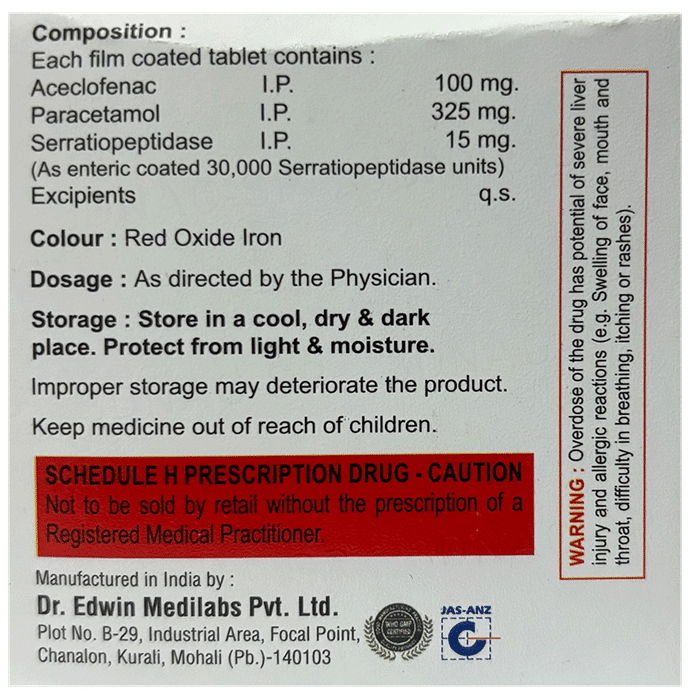 Composition :
Each film coated tablet contains :
Aceclofenac I.P. 100 mg.
Paracetamol I.P. 325 mg.
Serratiopeptidase I.P. 15 mg.
(As enteric coated 30,000 Serratiopeptidase units)
Excipients q.s.
Colour : Red Oxide Iron
Dosage : As directed by the Physician.
Storage : Store in a cool, dry & dark
place. Protect from light & moisture.
Improper storage may deteriorate the product.
Keep medicine out of reach of children.
SCHEDULE H PRESCRIPTION DRUG - CAUTION
Not to be sold by retail without the prescription of a
Registered Medical Practitioner.
Manufactured in India by :
Dr. Edwin Medilabs Pvt. Ltd.
Plot No. B-29, Industrial Area, Focal Point,
Chanalon, Kurali, Mohali (Pb.)-140103
WHO GMP
CERTIFIED
JAS-ANZ
WARNING : Overdose of the drug has potential of severe liver
injury and allergic reactions (e.g. Swelling of face, mouth and
throat, difficulty in breathing, itching or rashes).